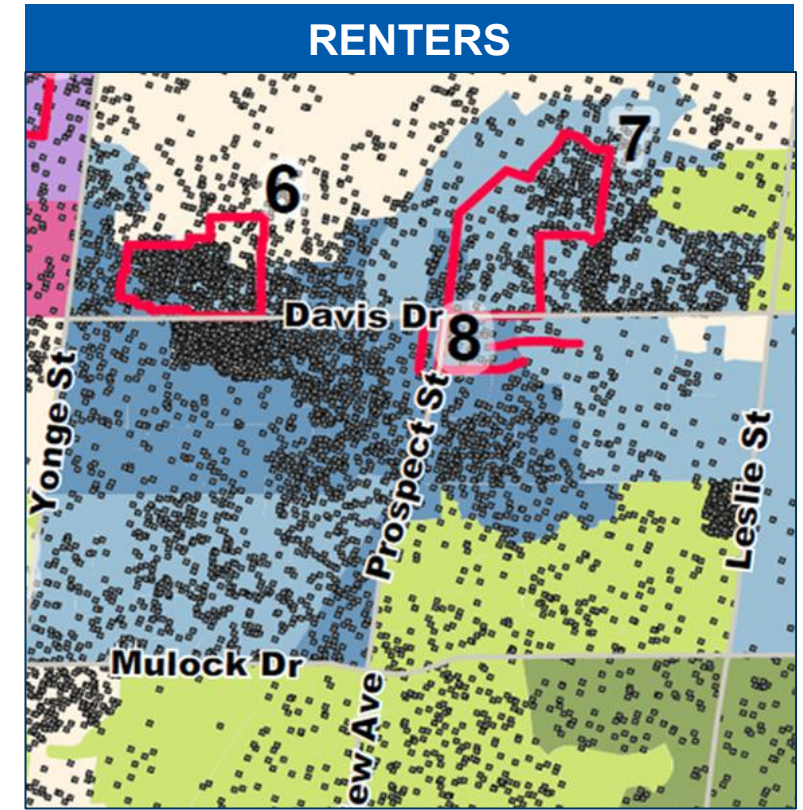 RENTERS
7
6
Davis Dr
8
Yonge St
Prospect St
Leslie St
Mulock Dr
ew Ave